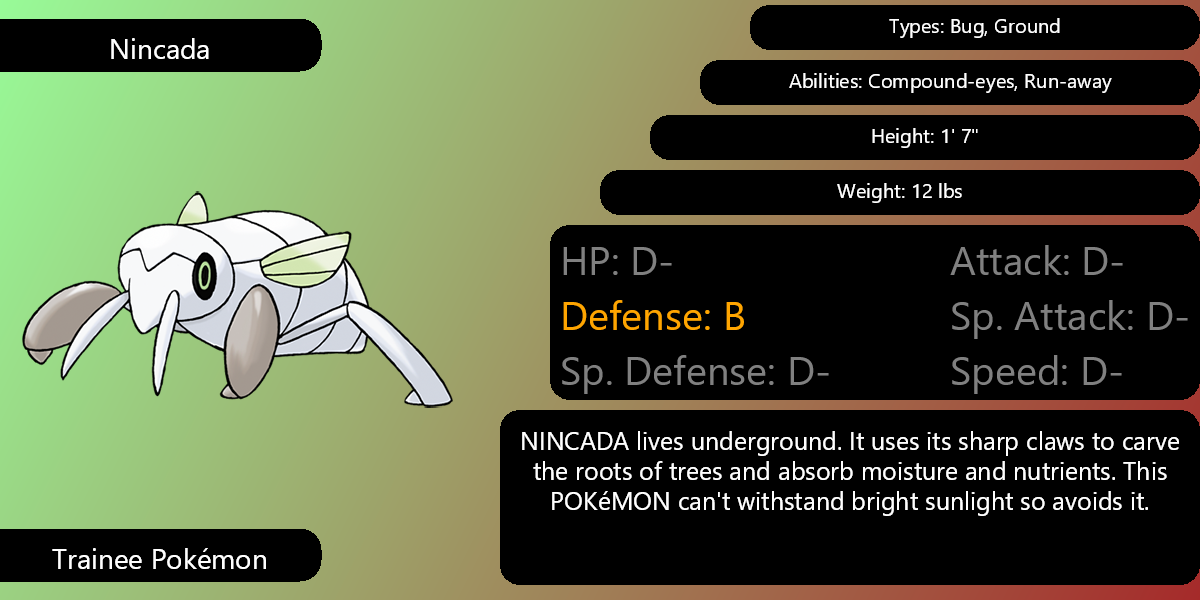 Nincada
Types: Bug, Ground
Abilities: Compound-eyes, Run-away
Height: 1' 7"
Weight: 12 lbs
HP: D-
Attack: D-
Defense: B
Sp. Attack: D-
Sp. Defense: D-
Speed: D-
NINCADA lives underground. It uses its sharp claws to carve
the roots of trees and absorb moisture and nutrients. This
POKéMON can't withstand bright sunlight so avoids it.
Trainee Pokémon